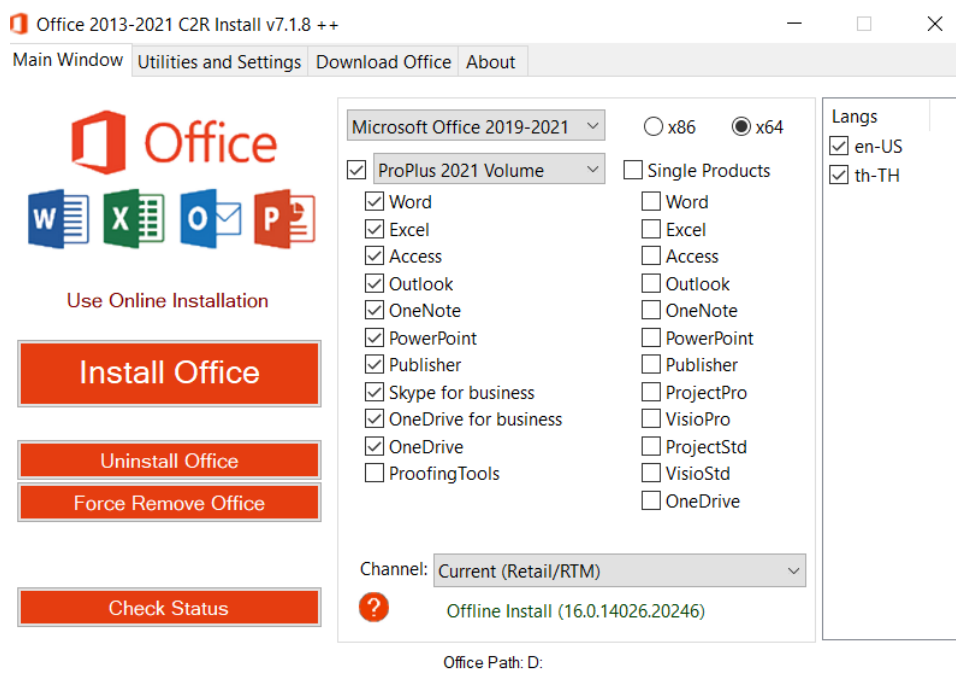 Office 2013-2021 C2R Install v7.1.8 ++
Main Window Utilities and Settings Download Office About
Office
W X O P
Use Online Installation
Install Office
Uninstall Office
Force Remove Office
Check Status
Microsoft Office 2019-2021 x86 x64
ProPlus 2021 Volume Single Products
Word Word
Excel Excel
Access Access
Outlook Outlook
OneNote OneNote
PowerPoint PowerPoint
Publisher Publisher
Skype for business ProjectPro
OneDrive for business VisioPro
OneDrive ProjectStd
ProofingTools VisioStd
OneDrive
Channel: Current (Retail/RTM)
? Offline Install (16.0.14026.20246)
Langs
en-US
th-TH
Office Path: D: